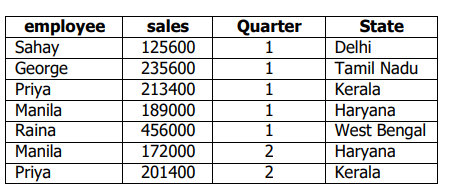 employee sales Quarter State
Sahay 125600 1 Delhi
George 235600 1 Tamil Nadu
Priya 213400 1 Kerala
Manila 189000 1 Haryana
Raina 456000 1 West Bengal
Manila 172000 2 Haryana
Priya 201400 2 Kerala